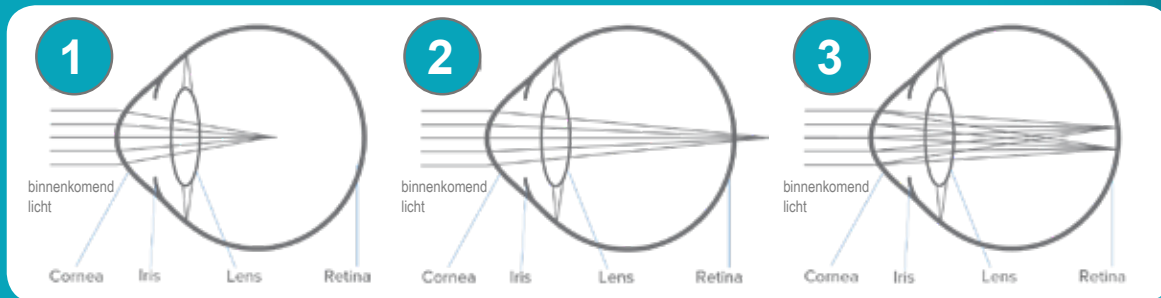 1
2
3
binnenkomend
licht
binnenkomend
licht
binnenkomend
licht
Cornea Iris Lens Retina
Cornea Iris Lens Retina
Cornea Iris Lens Retina